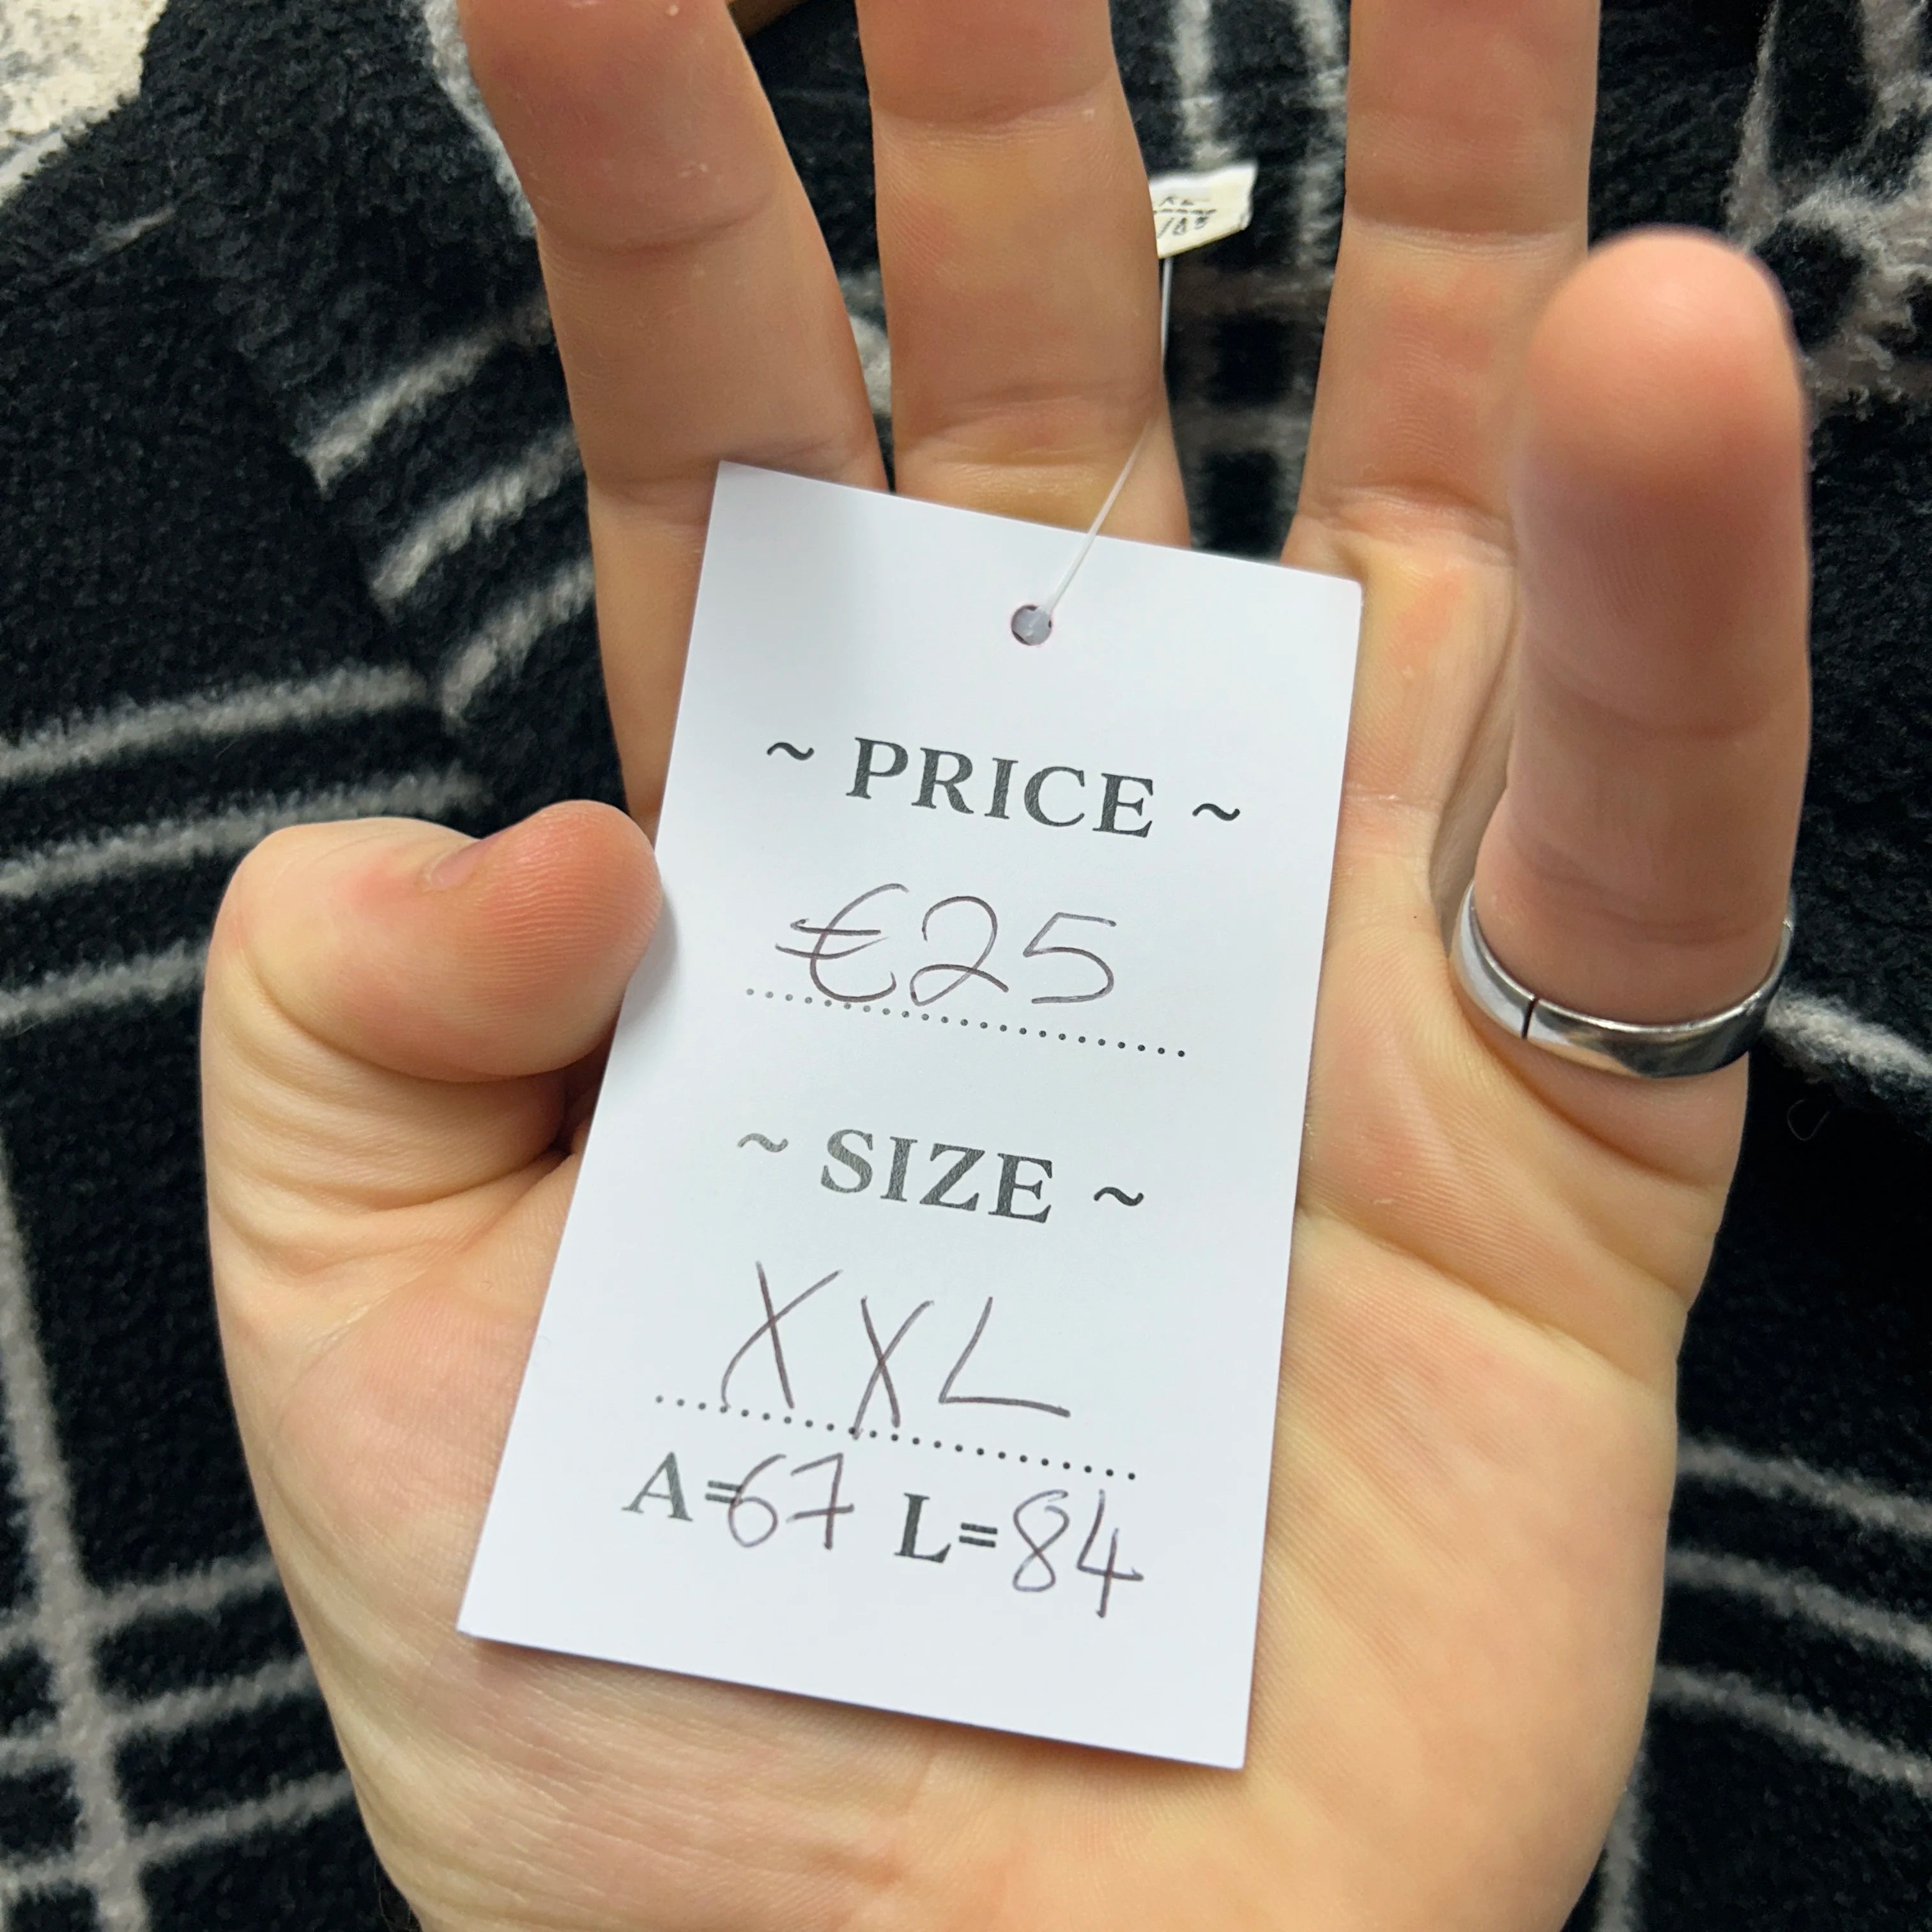 ~ PRICE ~
€25
~ SIZE ~
XXL
A=67 L=84